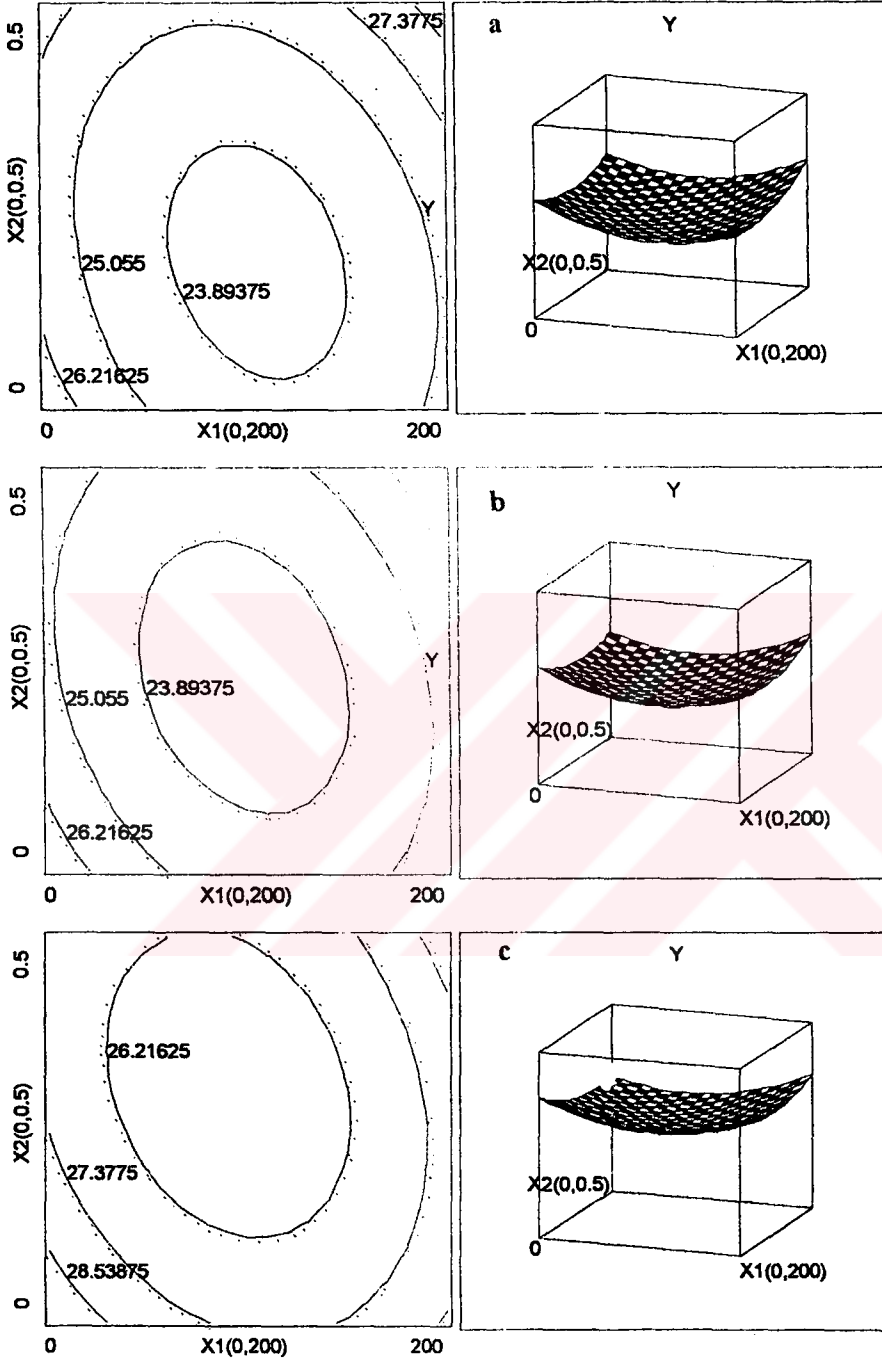 0.5
X2(0,0.5)
0
27.3775
Y
25.055
23.89375
26.21625
0 X1(0,200) 200
a
Y
X2(0,0.5)
0
X1(0,200)
0.5
X2(0,0.5)
0
Y
25.055
23.89375
26.21625
0 X1(0,200) 200
b
Y
X2(0,0.5)
0
X1(0,200)
0.5
X2(0,0.5)
0
26.21625
27.3775
28.53875
0 X1(0,200) 200
c
Y
X2(0,0.5)
0
X1(0,200)